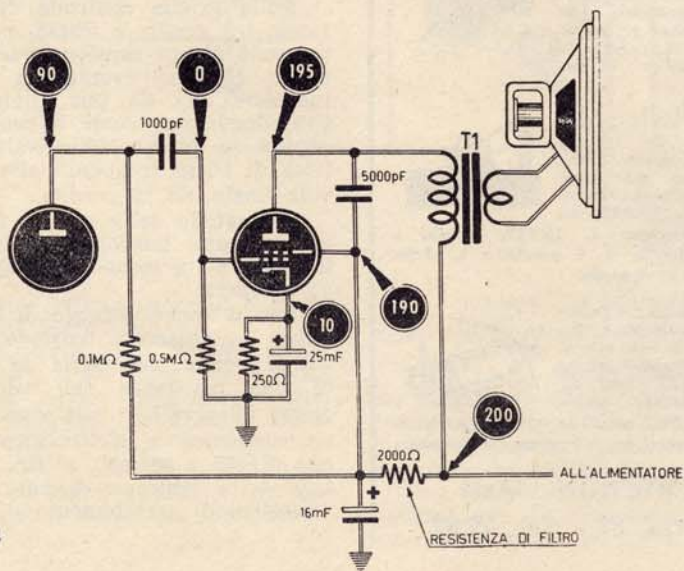 90
0
195
1000pF
5000pF
T1
190
10
0.1MΩ
0.5MΩ
250Ω
+
25mF
200
2000Ω
ALL'ALIMENTATORE
+
16mF
RESISTENZA DI FILTRO